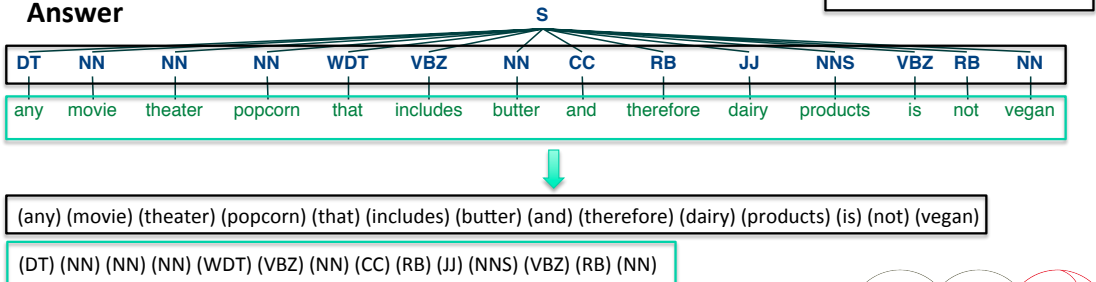 Answer
S
DT NN NN NN WDT VBZ NN CC RB JJ NNS VBZ RB NN
any movie theater popcorn that includes butter and therefore dairy products is not vegan
(any) (movie) (theater) (popcorn) (that) (includes) (butter) (and) (therefore) (dairy) (products) (is) (not) (vegan)
(DT) (NN) (NN) (NN) (WDT) (VBZ) (NN) (CC) (RB) (JJ) (NNS) (VBZ) (RB) (NN)